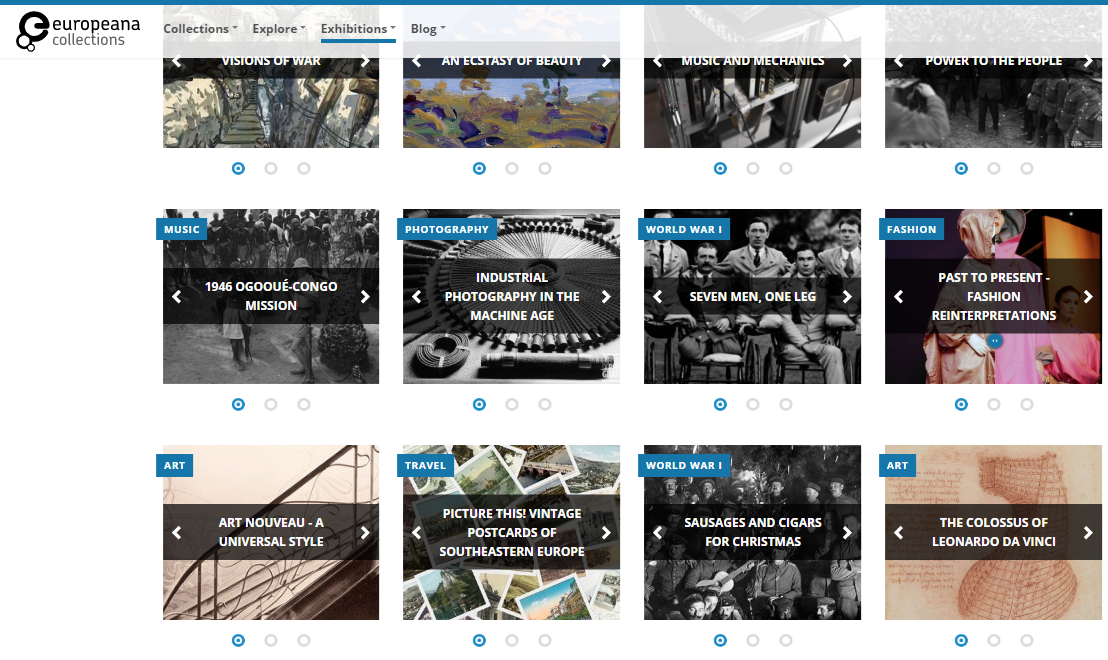 europeana
collections
Collections
Explore
Exhibitions
Blog
VISIONS OF WAR
AN ECSTASY OF BEAUTY
MUSIC AND MECHANICS
POWER TO THE PEOPLE
MUSIC
1946 OGOOUÉ-CONGO
MISSION
PHOTOGRAPHY
INDUSTRIAL
PHOTOGRAPHY IN THE
MACHINE AGE
WORLD WAR I
SEVEN MEN, ONE LEG
FASHION
PAST TO PRESENT -
FASHION
REINTERPRETATIONS
ART
ART NOUVEAU - A
UNIVERSAL STYLE
TRAVEL
PICTURE THIS! VINTAGE
POSTCARDS OF
SOUTHEASTERN EUROPE
WORLD WAR I
SAUSAGES AND CIGARS
FOR CHRISTMAS
ART
THE COLOSSUS OF
LEONARDO DA VINCI